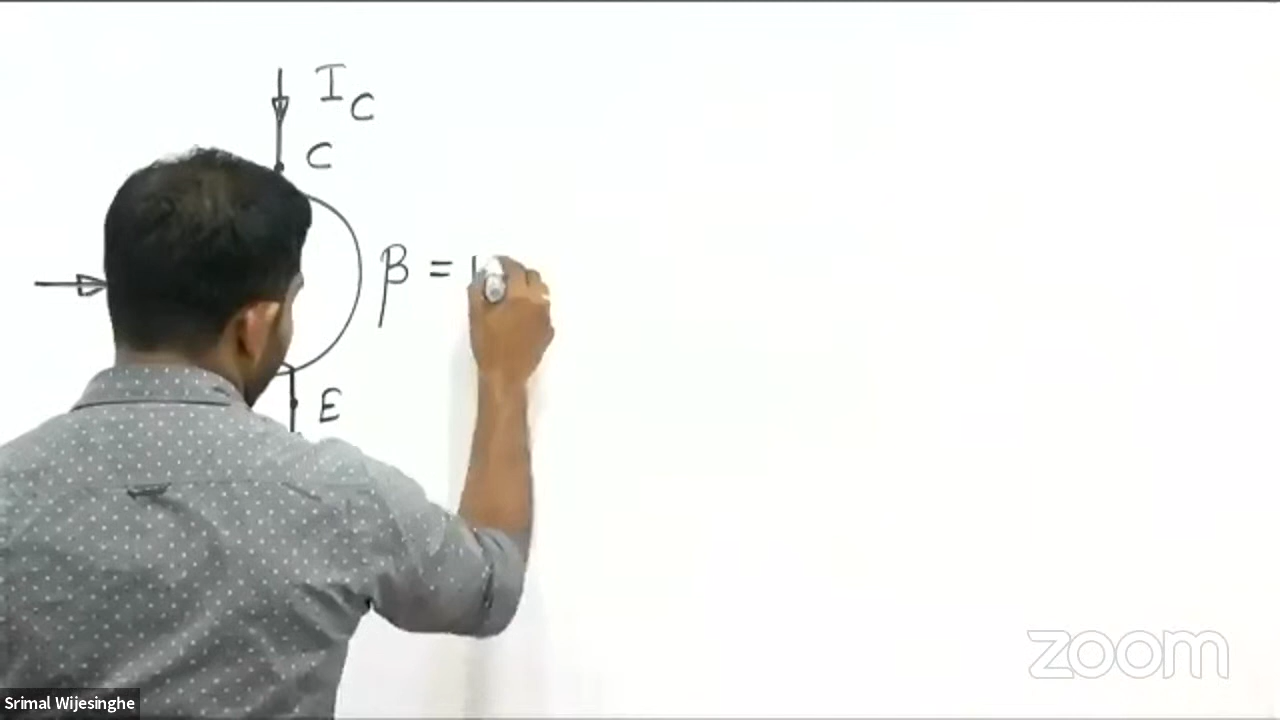 I_C
C
β =
E
zoom
Srimal Wijesinghe